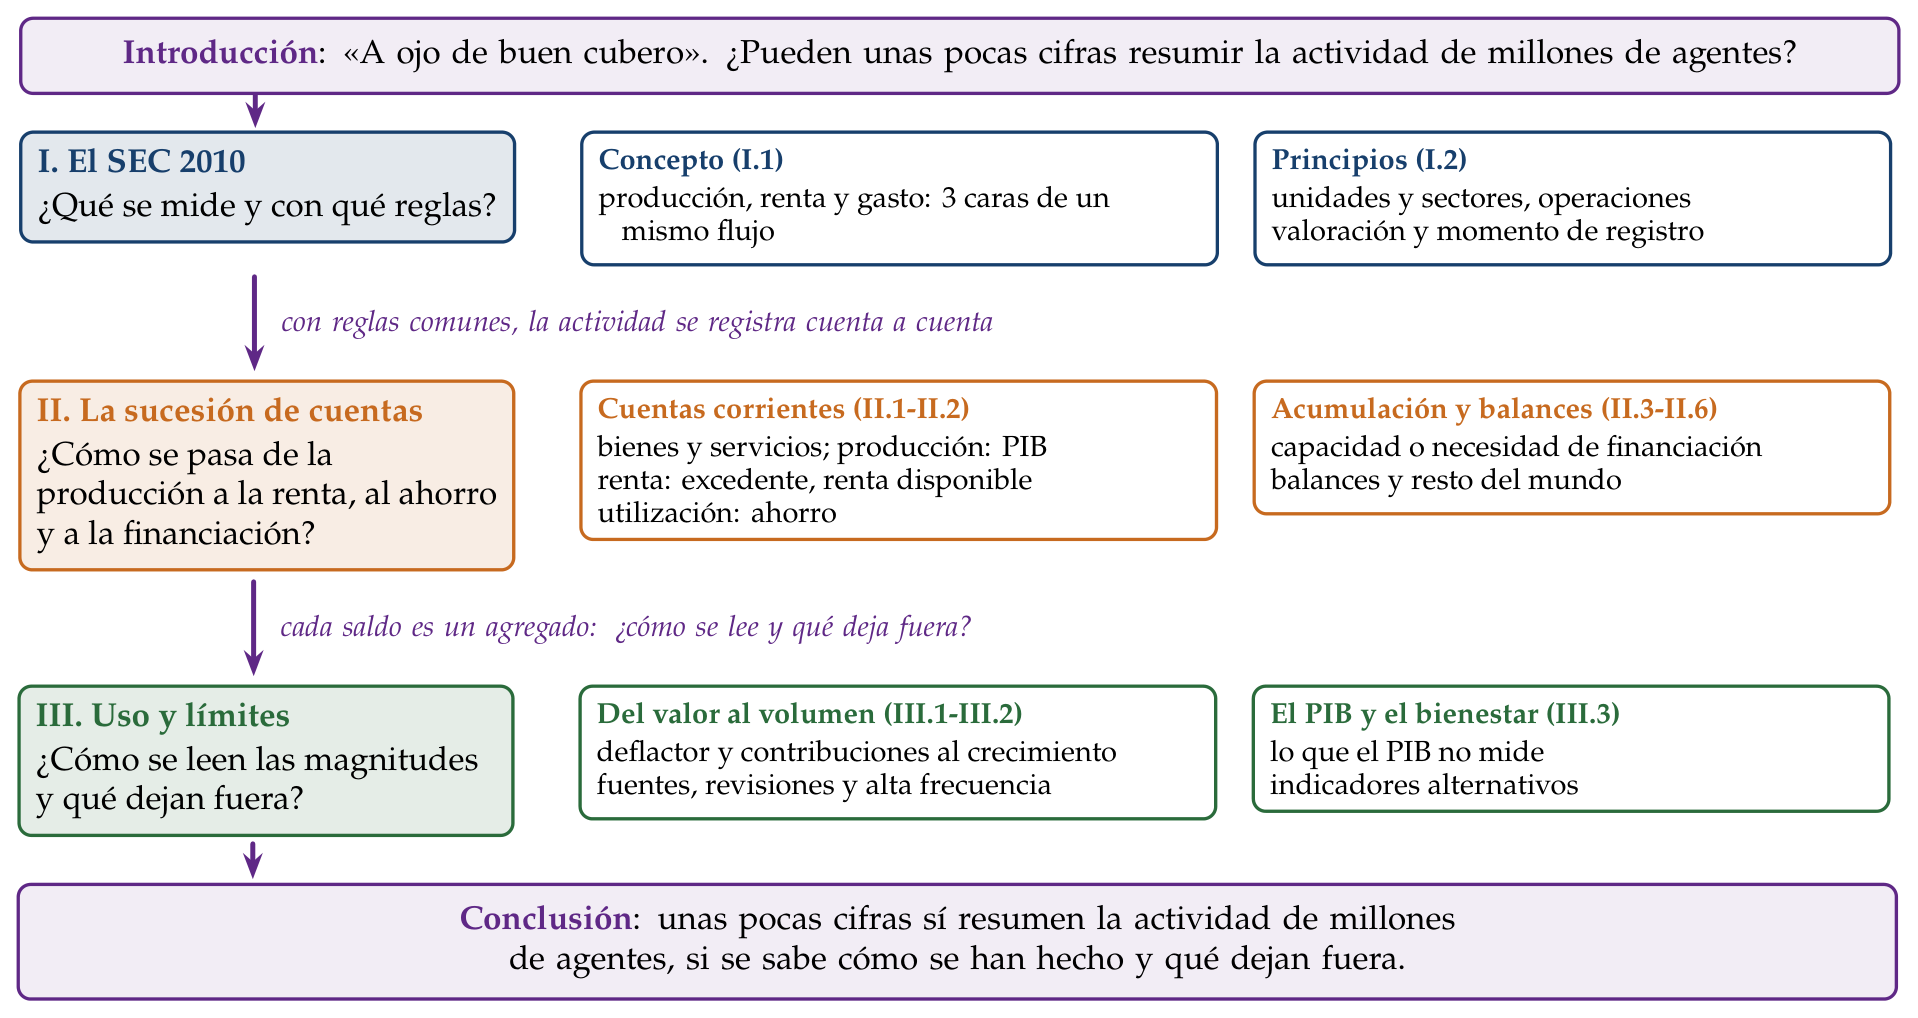 Introducción: «A ojo de buen cubero». ¿Pueden unas pocas cifras resumir la actividad de millones de agentes?
I. El SEC 2010
¿Qué se mide y con qué reglas?
Concepto (I.1)
producción, renta y gasto: 3 caras de un
mismo flujo
Principios (I.2)
unidades y sectores, operaciones
valoración y momento de registro
con reglas comunes, la actividad se registra cuenta a cuenta
II. La sucesión de cuentas
¿Cómo se pasa de la
producción a la renta, al ahorro
y a la financiación?
Cuentas corrientes (II.1-II.2)
bienes y servicios; producción: PIB
renta: excedente, renta disponible
utilización: ahorro
Acumulación y balances (II.3-II.6)
capacidad o necesidad de financiación
balances y resto del mundo
cada saldo es un agregado: ¿cómo se lee y qué deja fuera?
III. Uso y límites
¿Cómo se leen las magnitudes
y qué dejan fuera?
Del valor al volumen (III.1-III.2)
deflactor y contribuciones al crecimiento
fuentes, revisiones y alta frecuencia
El PIB y el bienestar (III.3)
lo que el PIB no mide
indicadores alternativos
Conclusión: unas pocas cifras sí resumen la actividad de millones
de agentes, si se sabe cómo se han hecho y qué dejan fuera.